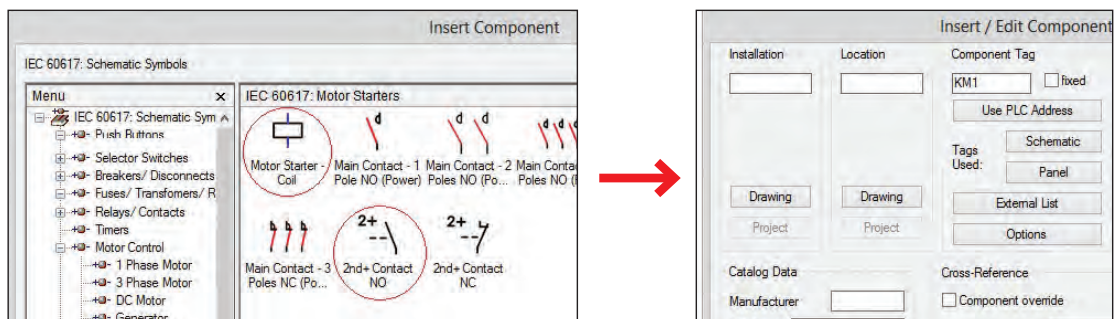 Insert Component
IEC 60617: Schematic Symbols
Menu x
IEC 60617: Schematic Sym
Push Buttons
Selector Switches
Breakers/ Disconnects
Fuses/ Transfomers/ R
Relays/ Contacts
Timers
Motor Control
1 Phase Motor
3 Phase Motor
DC Motor
Generator
IEC 60617: Motor Starters
Motor Starter -
Coil
Main Contact - 1
Pole NO (Power)
Main Contact - 2
Poles NO (Po...
Main Contac
Poles NO (
Main Contact - 3
Poles NC (Po...
2+
2nd+ Contact
NO
2+
2nd+ Contact
NC
Insert / Edit Component
Installation
Drawing
Project
Location
Drawing
Project
Component Tag
KM1 fixed
Use PLC Address
Tags
Used:
Schematic
Panel
External List
Options
Catalog Data
Manufacturer
Cross-Reference
Component override